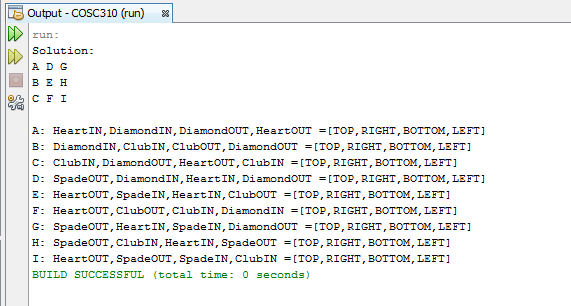 Output - COSC310 (run)
run:
Solution:
A D G
B E H
C F I
A: HeartIN,DiamondIN,DiamondOUT,HeartOUT =[TOP,RIGHT,BOTTOM,LEFT]
B: DiamondIN,ClubIN,ClubOUT,DiamondOUT =[TOP,RIGHT,BOTTOM,LEFT]
C: ClubIN,DiamondOUT,HeartOUT,ClubIN =[TOP,RIGHT,BOTTOM,LEFT]
D: SpadeOUT,DiamondIN,HeartIN,DiamondOUT =[TOP,RIGHT,BOTTOM,LEFT]
E: HeartOUT,SpadeIN,HeartIN,ClubOUT =[TOP,RIGHT,BOTTOM,LEFT]
F: HeartOUT,ClubOUT,ClubIN,DiamondIN =[TOP,RIGHT,BOTTOM,LEFT]
G: SpadeOUT,HeartIN,SpadeIN,DiamondIN =[TOP,RIGHT,BOTTOM,LEFT]
H: SpadeOUT,ClubIN,HeartIN,SpadeOUT =[TOP,RIGHT,BOTTOM,LEFT]
I: HeartOUT,SpadeOUT,SpadeIN,ClubIN =[TOP,RIGHT,BOTTOM,LEFT]
BUILD SUCCESSFUL (total time: 0 seconds)